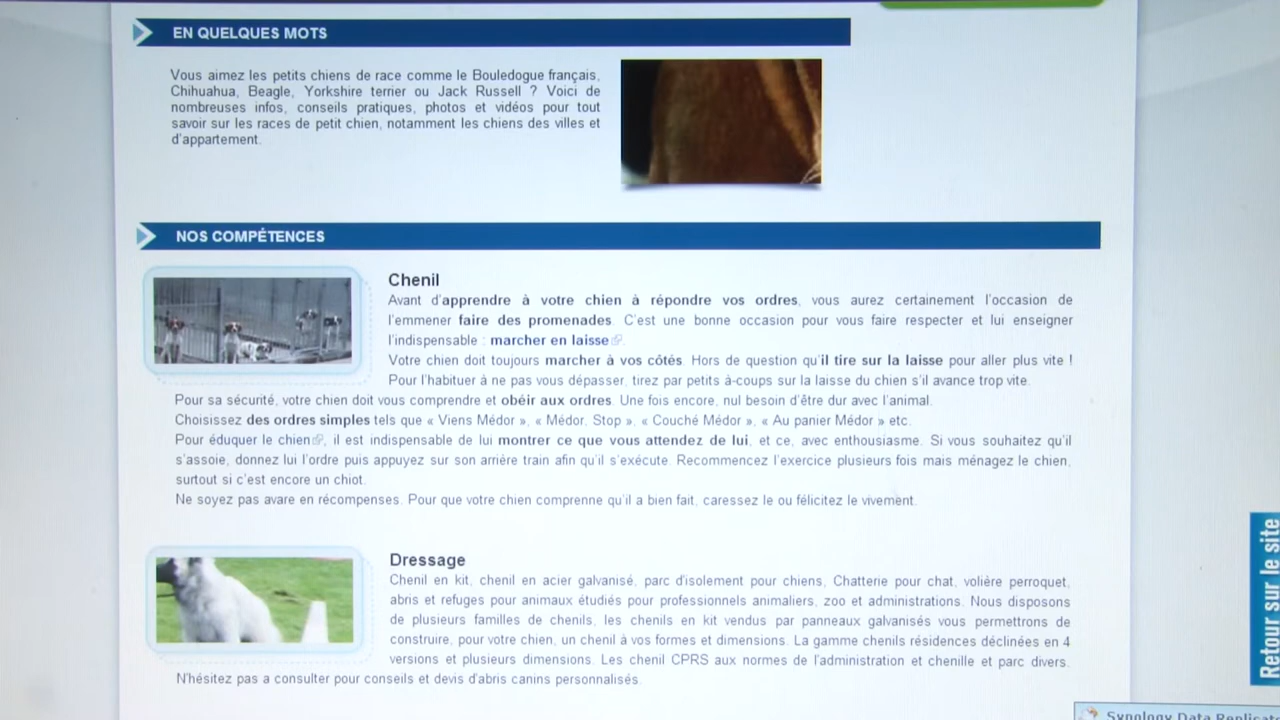 EN QUELQUES MOTS
Vous aimez les petits chiens de race comme le Bouledogue français,
Chihuahua, Beagle, Yorkshire terrier ou Jack Russell ? Voici de
nombreuses infos, conseils pratiques, photos et vidéos pour tout
savoir sur les races de petit chien, notamment les chiens des villes et
d'appartement.
NOS COMPÉTENCES
Chenil
Avant d'apprendre à votre chien à répondre vos ordres, vous aurez certainement l'occasion de
l'emmener faire des promenades. C'est une bonne occasion pour vous faire respecter et lui enseigner
l'indispensable : marcher en laisse.
Votre chien doit toujours marcher à vos côtés. Hors de question qu'il tire sur la laisse pour aller plus vite !
Pour l'habituer à ne pas vous dépasser, tirez par petits à-coups sur la laisse du chien s'il avance trop vite.
Pour sa sécurité, votre chien doit vous comprendre et obéir aux ordres. Une fois encore, nul besoin d'être dur avec l'animal.
Choisissez des ordres simples tels que « Viens Médor », « Médor, Stop », « Couché Médor », « Au panier Médor » etc.
Pour éduquer le chien, il est indispensable de lui montrer ce que vous attendez de lui, et ce, avec enthousiasme. Si vous souhaitez qu'il
s'assoie, donnez lui l'ordre puis appuyez sur son arrière train afin qu'il s'exécute. Recommencez l'exercice plusieurs fois mais ménagez le chien,
surtout si c'est encore un chiot.
Ne soyez pas avare en récompenses. Pour que votre chien comprenne qu'il a bien fait, caressez le ou félicitez le vivement.
Dressage
Chenil en kit, chenil en acier galvanisé, parc d'isolement pour chiens, Chatterie pour chat, volière perroquet,
abris et refuges pour animaux étudiés pour professionnels animaliers, zoo et administrations. Nous disposons
de plusieurs familles de chenils, les chenils en kit vendus par panneaux galvanisés vous permettrons de
construire, pour votre chien, un chenil à vos formes et dimensions. La gamme chenils résidences déclinées en 4
versions et plusieurs dimensions. Les chenil CPRS aux normes de l'administration et chenille et parc divers.
N'hésitez pas a consulter pour conseils et devis d'abris canins personnalisés.
Retour sur le site
Synology Data